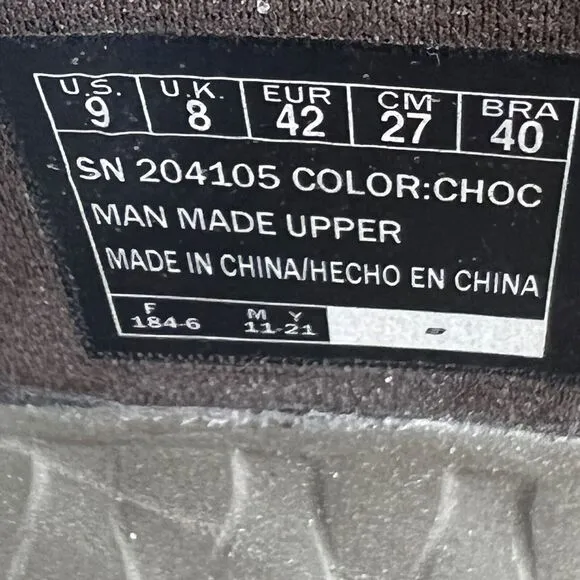 U.S. U.K. EUR CM BRA
9 8 42 27 40
SN 204105 COLOR:CHOC
MAN MADE UPPER
MADE IN CHINA/HECHO EN CHINA
F M Y
184-6 11-21